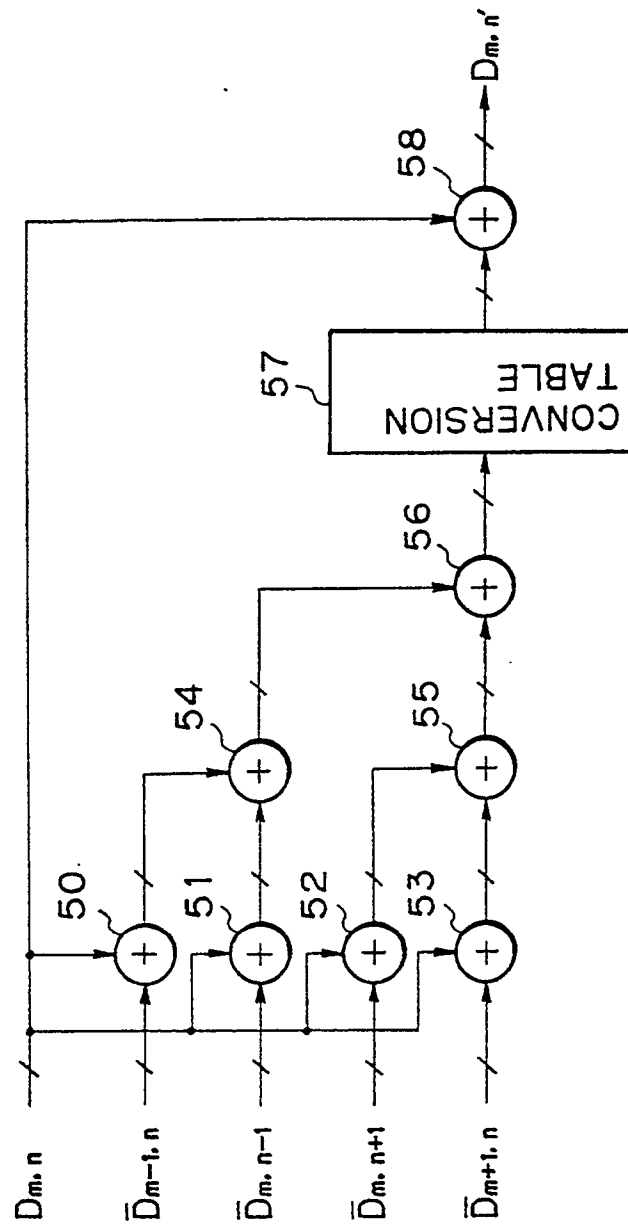 D̅m-1,n
Dm,n
D̅m,n-1
D̅m,n+1
D̅m+1,n
50
51
52
53
54
55
56
57
CONVERSION
TABLE
58
Dm,n'